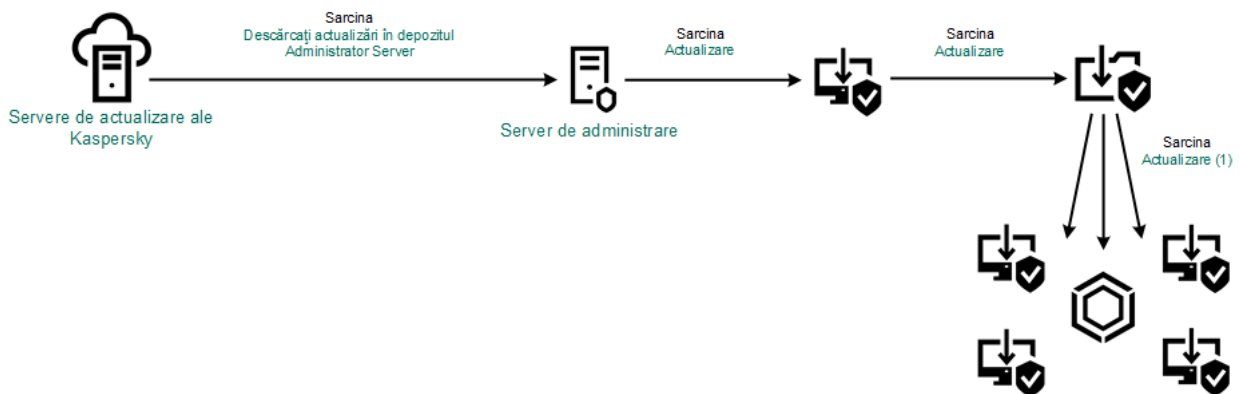 Sarcina
Descărcați actualizări în depozitul
Administrator Server
Sarcina
Actualizare
Sarcina
Actualizare
Servere de actualizare ale
Kaspersky
Server de administrare
Sarcina
Actualizare (1)